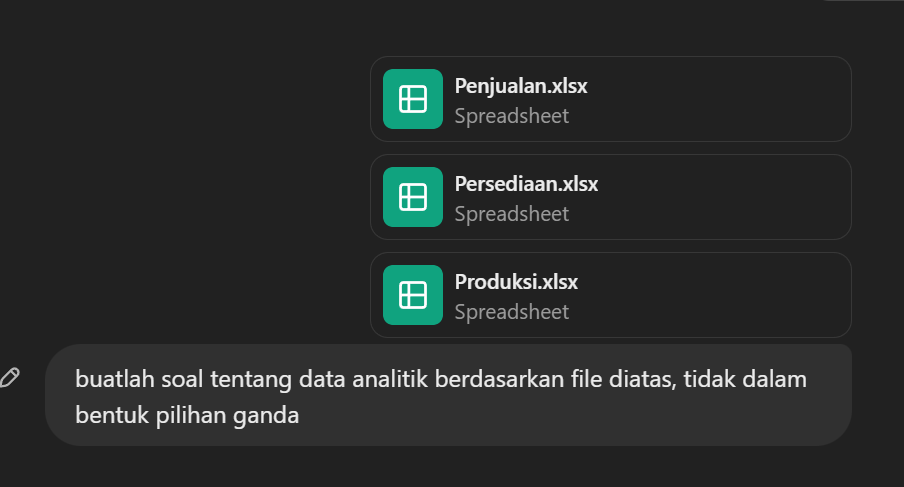 Penjualan.xlsx
Spreadsheet
Persediaan.xlsx
Spreadsheet
Produksi.xlsx
Spreadsheet
buatlah soal tentang data analitik berdasarkan file diatas, tidak dalam
bentuk pilihan ganda